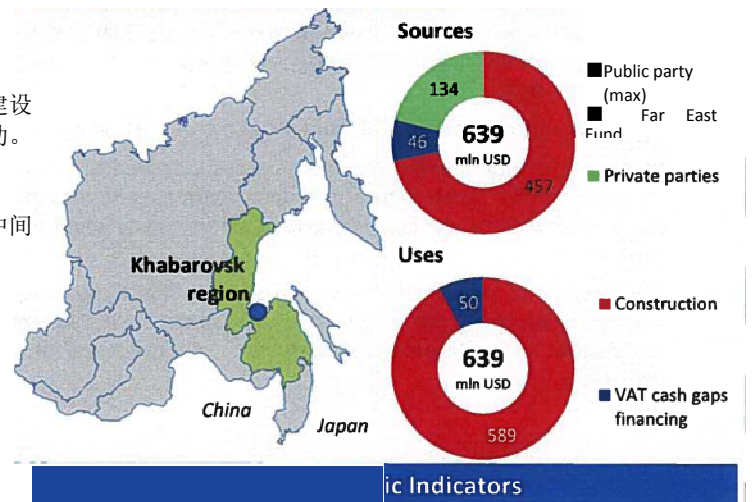 建设
力。
中间
Khabarovsk
region
China
Japan
Sources
134
46
639
mln USD
457
■Public party
(max)
■ Far East
Fund
■ Private parties
Uses
50
639
mln USD
589
■ Construction
■ VAT cash gaps
financing
ic Indicators